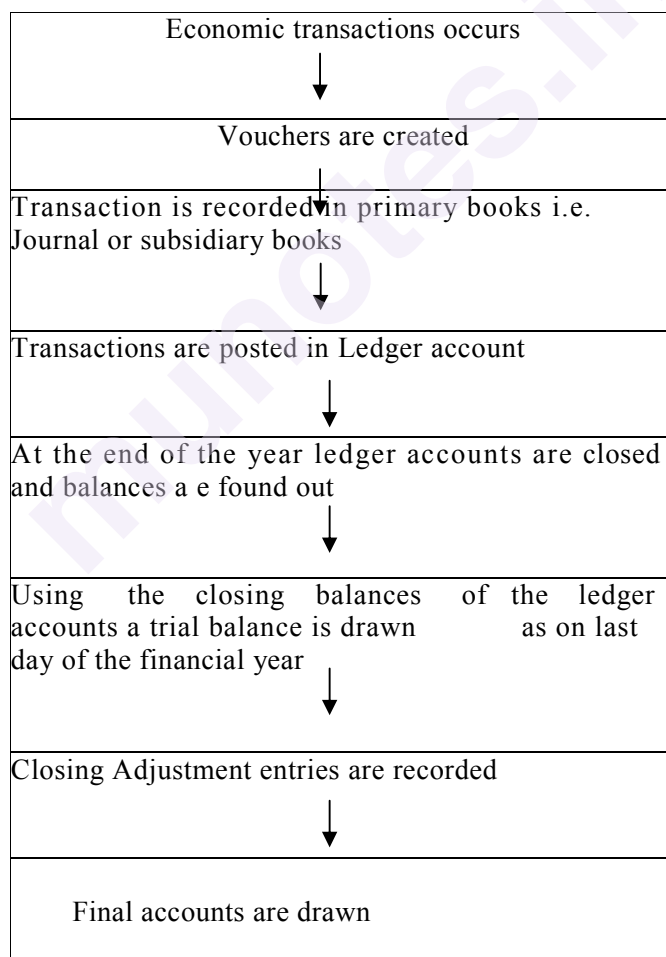 Economic transactions occurs
Vouchers are created
Transaction is recorded in primary books i.e.
Journal or subsidiary books
Transactions are posted in Ledger account
At the end of the year ledger accounts are closed
and balances a e found out
Using the closing balances of the ledger
accounts a trial balance is drawn as on last
day of the financial year
Closing Adjustment entries are recorded
Final accounts are drawn
munotes.i